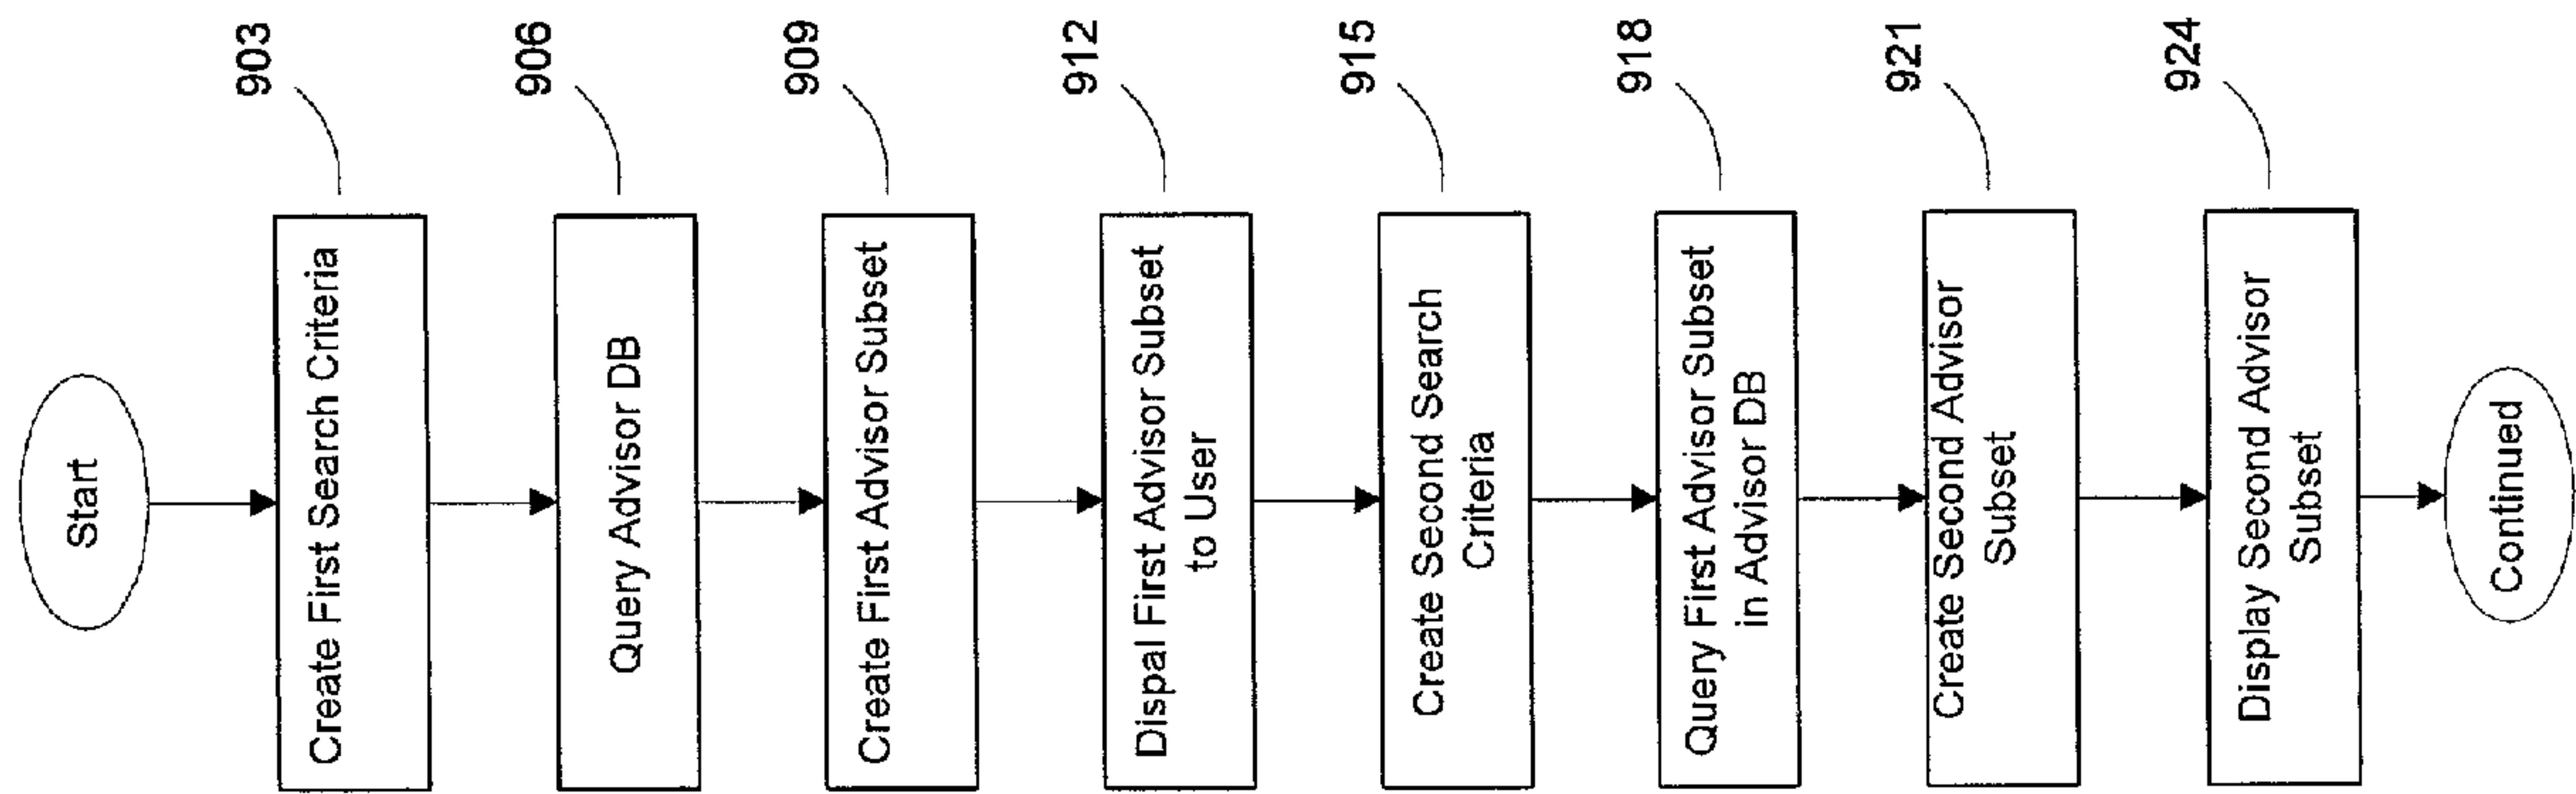 Start
903
Create First Search Criteria
906
Query Advisor DB
909
Create First Advisor Subset
912
Dispal First Advisor Subset
to User
915
Create Second Search
Criteria
918
Query First Advisor Subset
in Advisor DB
921
Create Second Advisor
Subset
924
Display Second Advisor
Subset
Continued